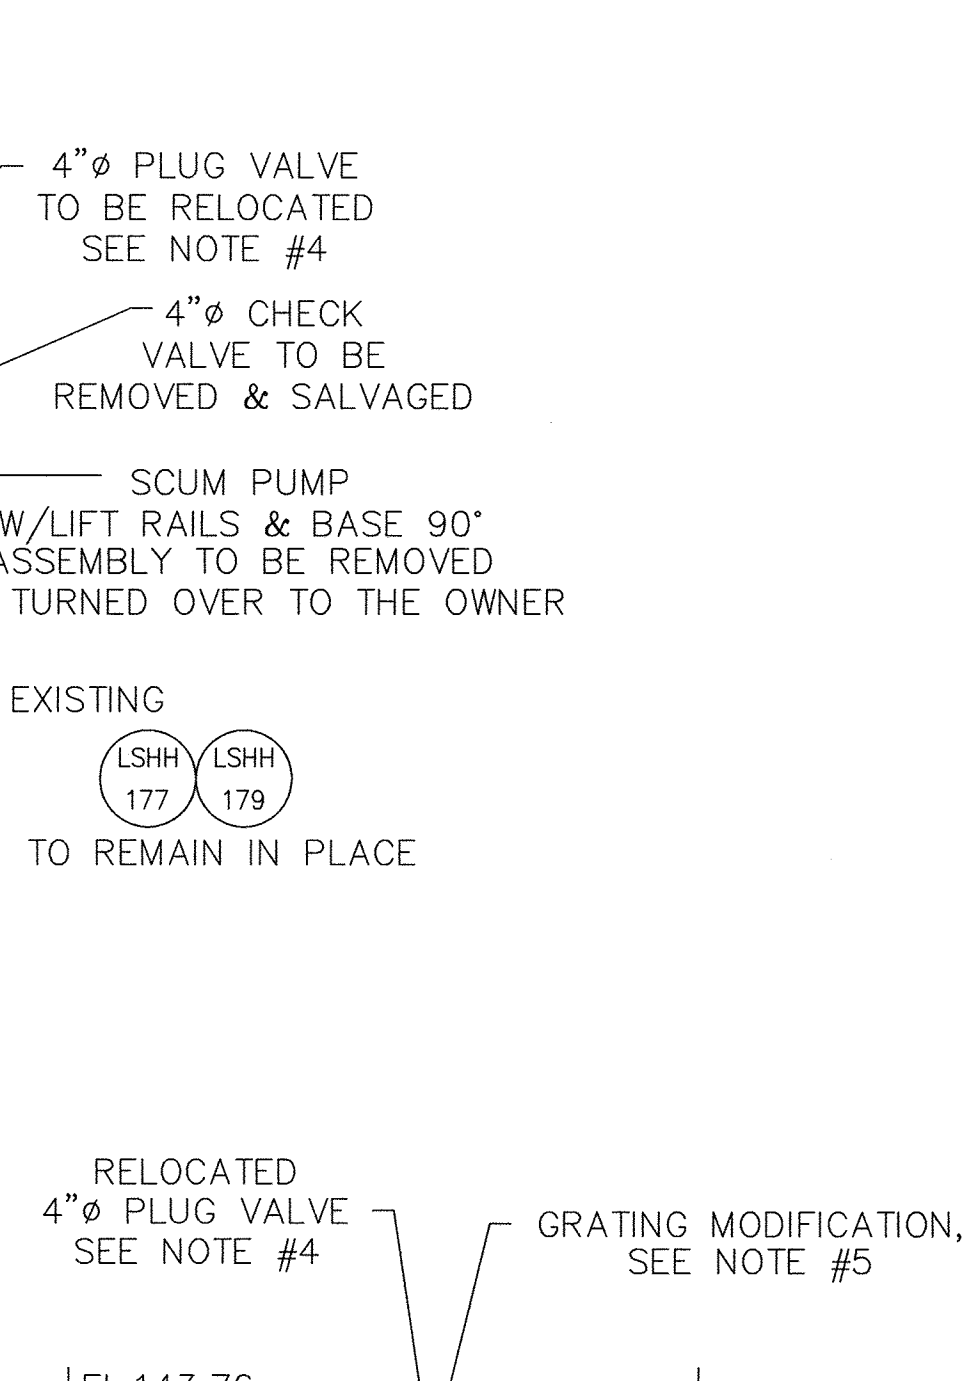 4"ø PLUG VALVE
TO BE RELOCATED
SEE NOTE #4
4"ø CHECK
VALVE TO BE
REMOVED & SALVAGED
SCUM PUMP
W/LIFT RAILS & BASE 90°
ASSEMBLY TO BE REMOVED
TURNED OVER TO THE OWNER
EXISTING
LSHH LSHH
177 179
TO REMAIN IN PLACE
RELOCATED
4"ø PLUG VALVE
SEE NOTE #4
GRATING MODIFICATION,
SEE NOTE #5